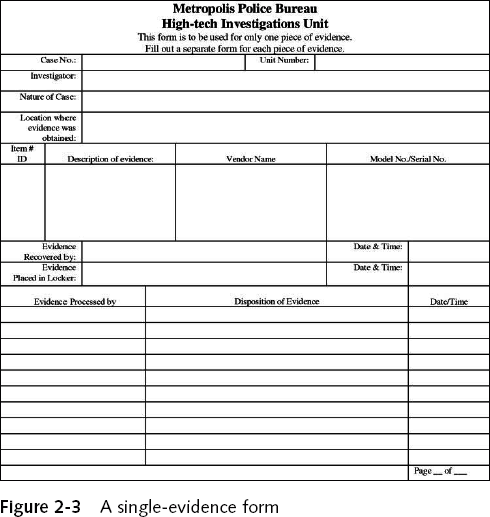 Metropolis Police Bureau
High-tech Investigations Unit
This form is to be used for only one piece of evidence.
Fill out a separate form for each piece of evidence.
Case No.: Unit Number:
Investigator:
Nature of Case:
Location where
evidence was
obtained:
Item #
ID Description of evidence: Vendor Name Model No./Serial No.
Evidence
Recovered by: Date & Time:
Evidence
Placed in Locker: Date & Time:
Evidence Processed by Disposition of Evidence Date/Time
Page __ of ___
Figure 2-3 A single-evidence form